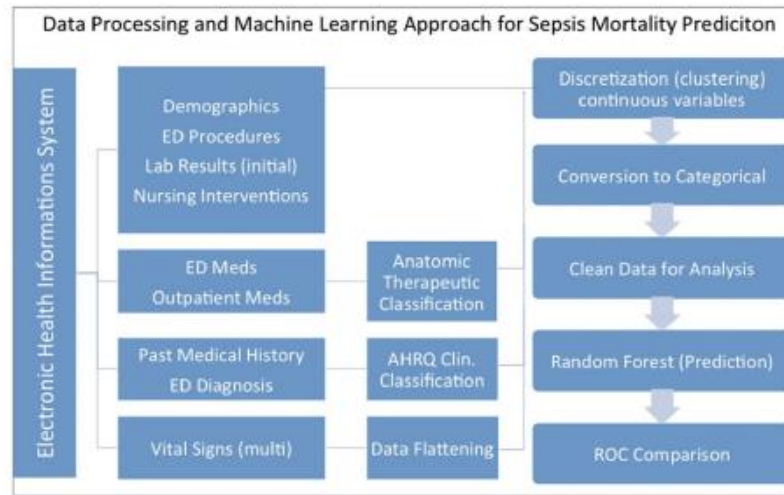 Data Processing and Machine Learning Approach for Sepsis Mortality Prediciton
Electronic Health Informations System
Demographics
ED Procedures
Lab Results (initial)
Nursing Interventions
ED Meds
Outpatient Meds
Past Medical History
ED Diagnosis
Vital Signs (multi)
Anatomic
Therapeutic
Classification
AHRQ Clin.
Classification
Data Flattening
Discretization (clustering)
continuous variables
Conversion to Categorical
Clean Data for Analysis
Random Forest (Prediction)
ROC Comparison